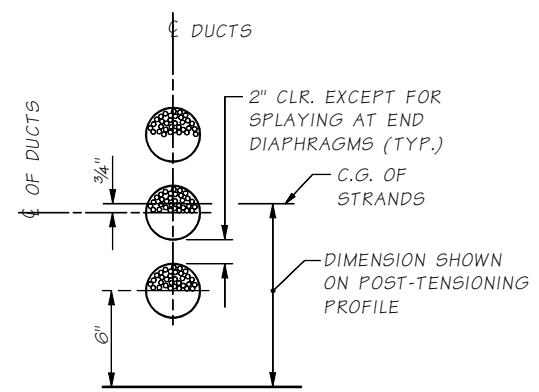 ℄ DUCTS
2" CLR. EXCEPT FOR
SPLAYING AT END
DIAPHRAGMS (TYP.)
℄ OF DUCTS
3/4"
C.G. OF
STRANDS
DIMENSION SHOWN
ON POST-TENSIONING
PROFILE
6"